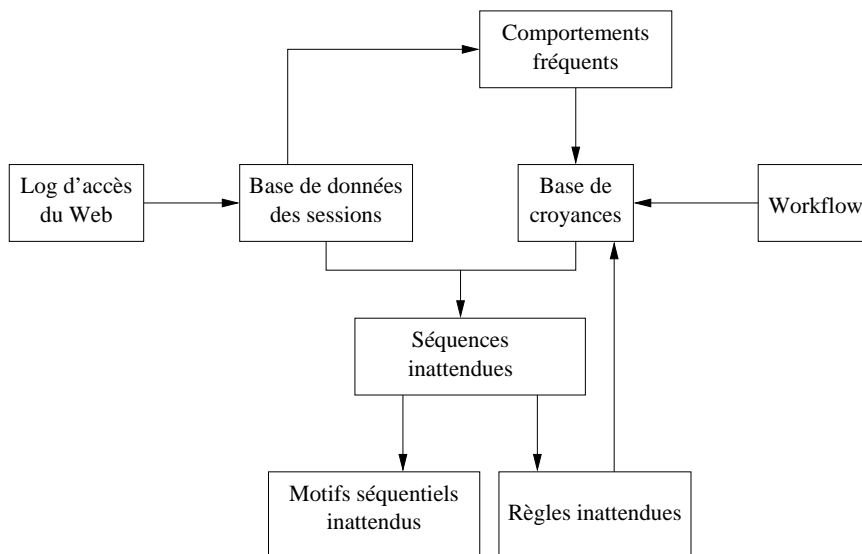 Comportements
fréquents
Log d'accès
du Web
Base de données
des sessions
Base de
croyances
Workflow
Séquences
inattendues
Motifs séquentiels
inattendus
Règles inattendues